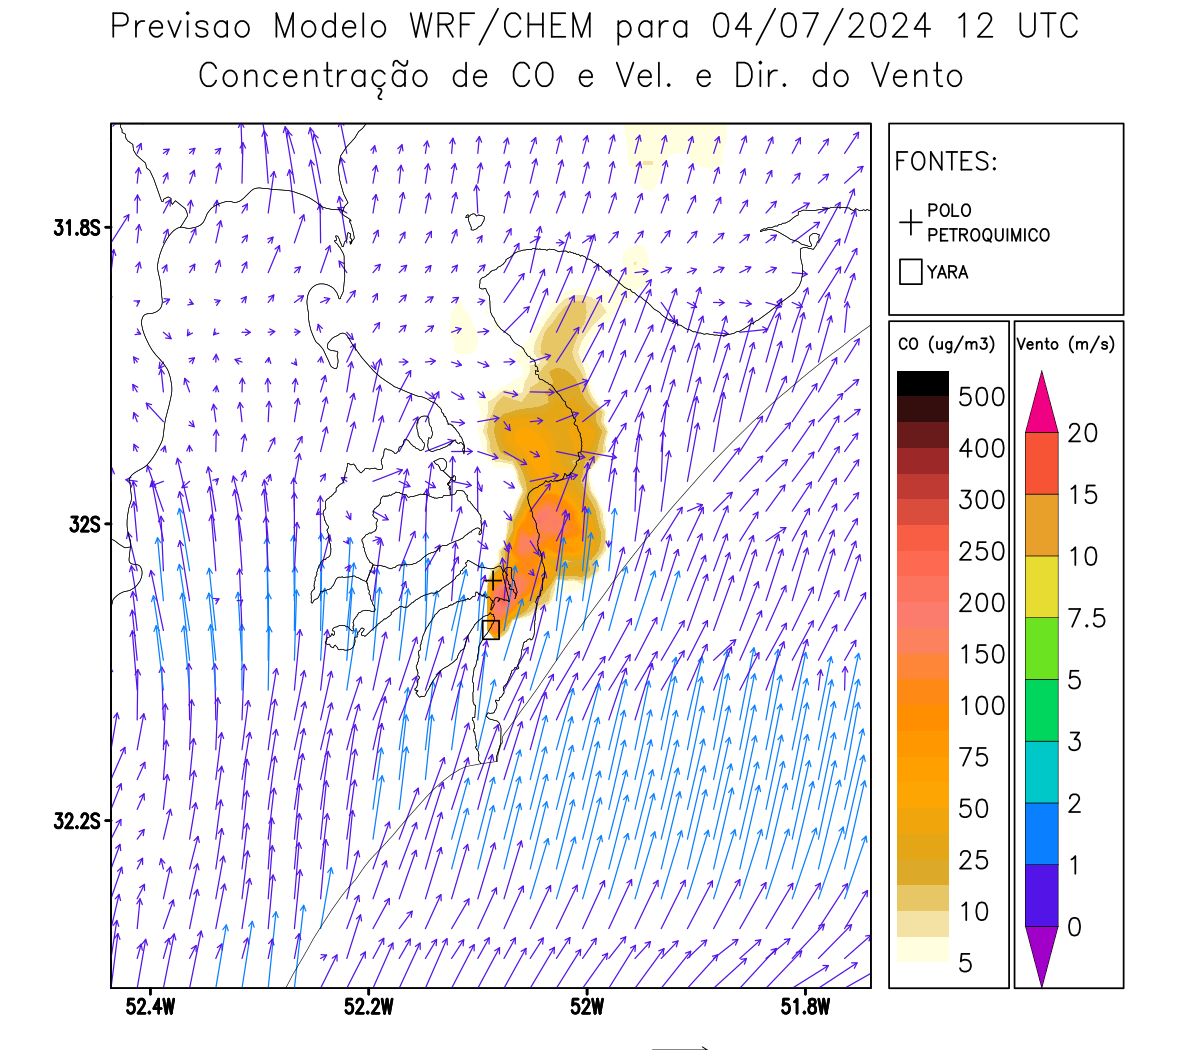 Previsao Modelo WRF/CHEM para 04/07/2024 12 UTC
Concentração de CO e Vel. e Dir. do Vento
FONTES:
POLO
PETROQUIMICO
YARA
CO (ug/m3)
500
400
300
250
200
150
100
75
50
25
10
5
Vento (m/s)
20
15
10
7.5
5
3
2
1
0
31.8S
32S
32.2S
52.4W
52.2W
52W
51.8W